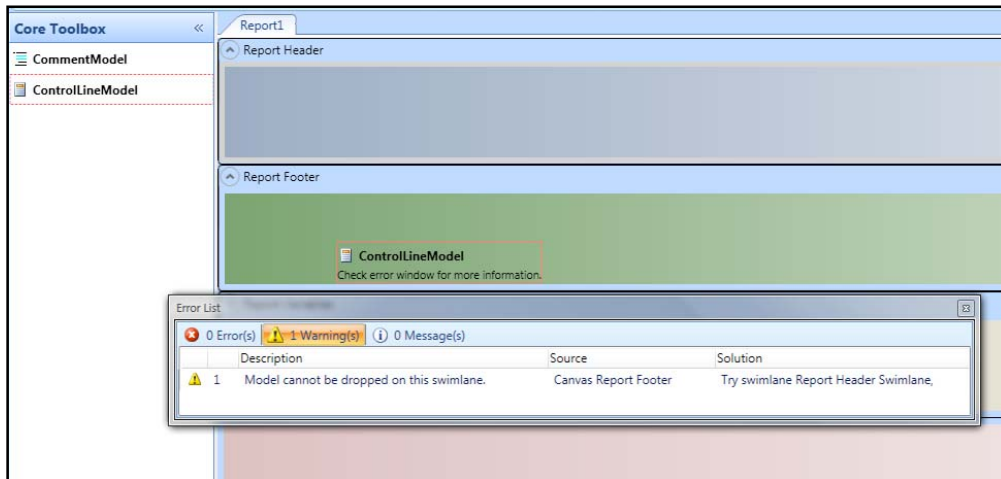 Core Toolbox
CommentModel
ControlLineModel
Report1
Report Header
Report Footer
ControlLineModel
Check error window for more information.
Error List
0 Error(s) 1 Warning(s) 0 Message(s)
Description Source Solution
1 Model cannot be dropped on this swimlane. Canvas Report Footer Try swimlane Report Header Swimlane,